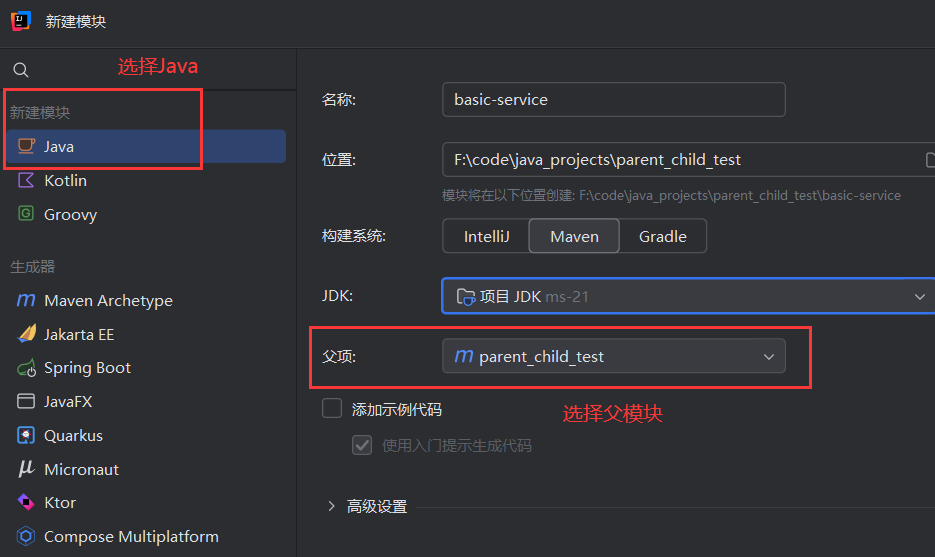 新建模块
选择Java
新建模块
Java
Kotlin
Groovy
生成器
Maven Archetype
Jakarta EE
Spring Boot
JavaFX
Quarkus
Micronaut
Ktor
Compose Multiplatform
名称: basic-service
位置: F:\code\java_projects\parent_child_test
模块将在以下位置创建: F:\code\java_projects\parent_child_test\basic-service
构建系统: IntelliJ Maven Gradle
JDK: 项目 JDK ms-21
父项: parent_child_test
添加示例代码
选择父模块
使用入门提示生成代码
高级设置